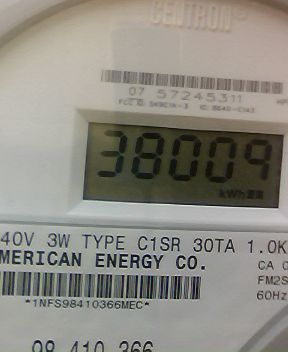 CENTRON®
07 57245311
38009
kWh
40V 3W TYPE C1SR 30TA 1.0K
MERICAN ENERGY CO.
CA 0
FM2S
60Hz
*1NFS98410366MEC*
98 410 366